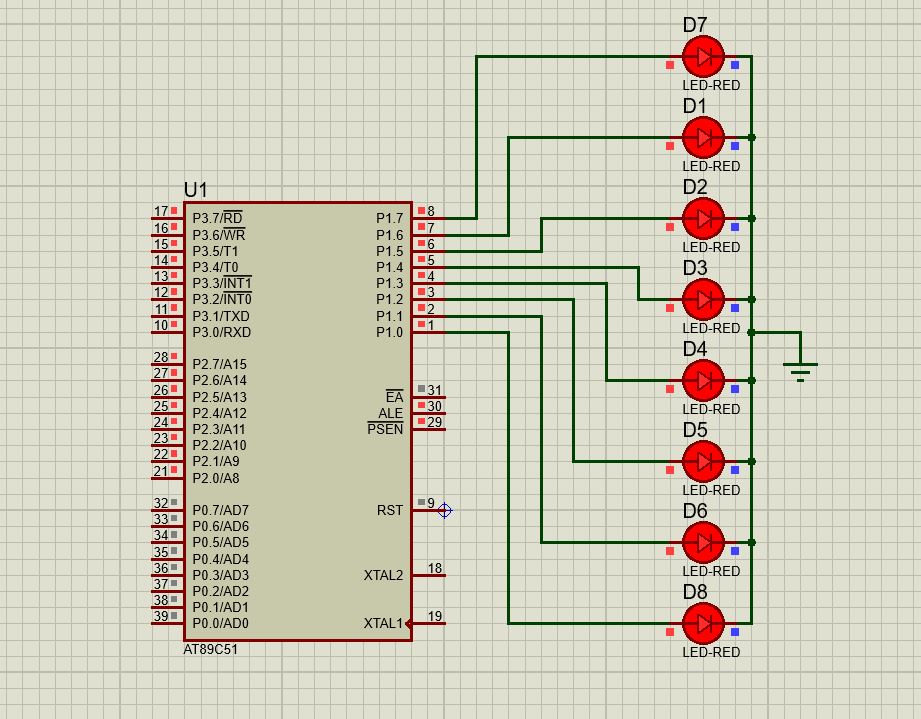 D7
LED-RED
D1
LED-RED
D2
LED-RED
D3
LED-RED
D4
LED-RED
D5
LED-RED
D6
LED-RED
D8
LED-RED
U1
17 P3.7/RD P1.7 8
16 P3.6/WR P1.6 7
15 P3.5/T1 P1.5 6
14 P3.4/T0 P1.4 5
13 P3.3/INT1 P1.3 4
12 P3.2/INT0 P1.2 3
11 P3.1/TXD P1.1 2
10 P3.0/RXD P1.0 1
28 P2.7/A15
27 P2.6/A14
26 P2.5/A13 EA 31
25 P2.4/A12 ALE 30
24 P2.3/A11 PSEN 29
23 P2.2/A10
22 P2.1/A9
21 P2.0/A8
32 P0.7/AD7 RST 9
33 P0.6/AD6
34 P0.5/AD5
35 P0.4/AD4
36 P0.3/AD3 XTAL2 18
37 P0.2/AD2
38 P0.1/AD1
39 P0.0/AD0 XTAL1 19
AT89C51